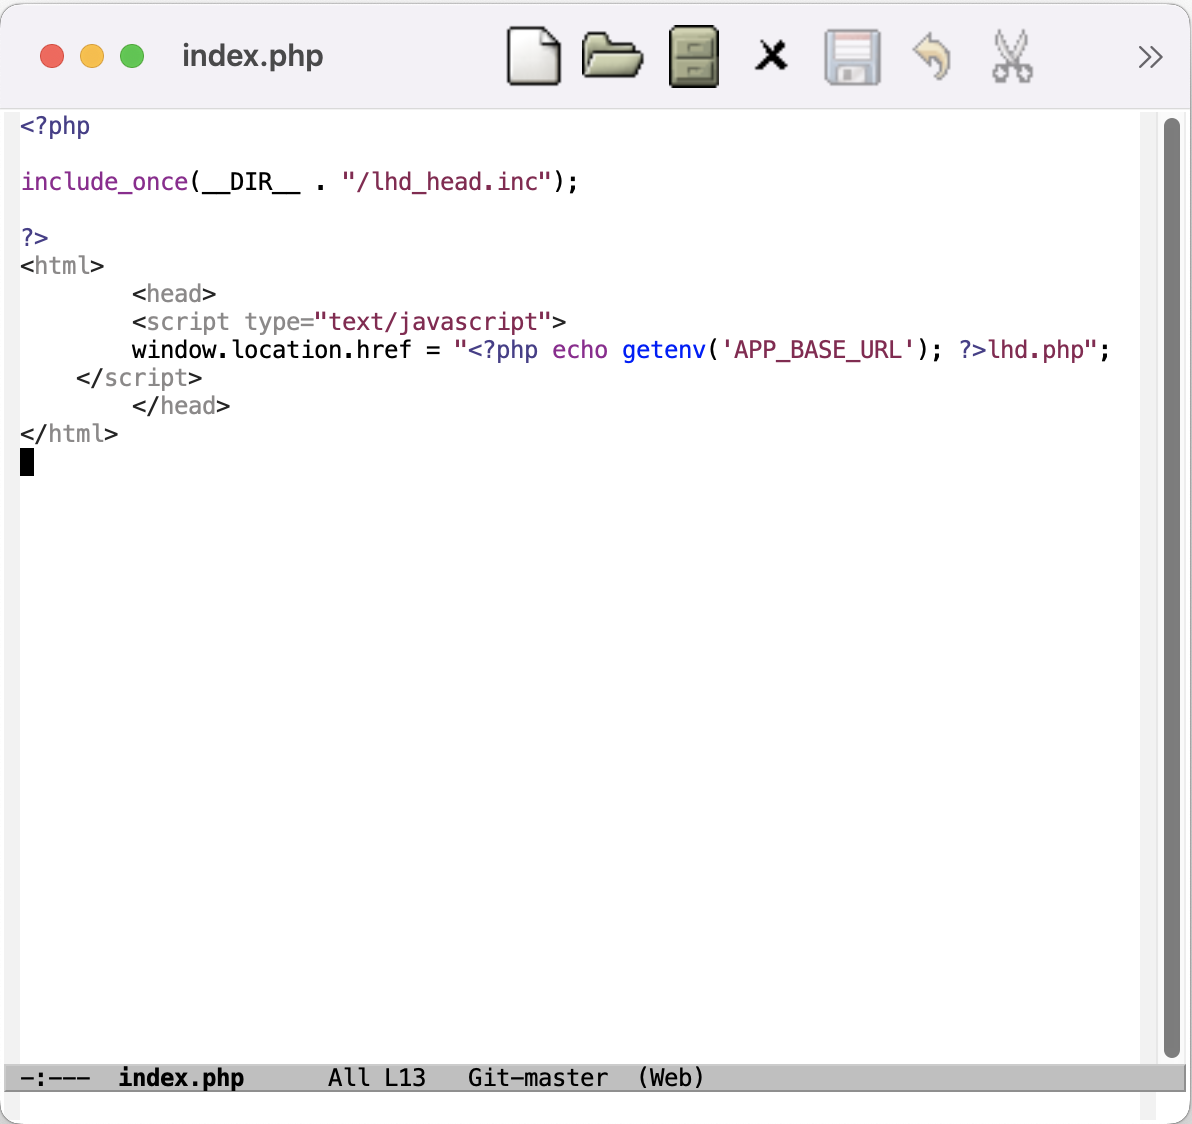 index.php
<?php
include_once(__DIR__ . "/lhd_head.inc");
?>
<html>
        <head>
        <script type="text/javascript">
        window.location.href = "<?php echo getenv('APP_BASE_URL'); ?>lhd.php";
    </script>
        </head>
</html>
-:---  index.php      All L13   Git-master  (Web)